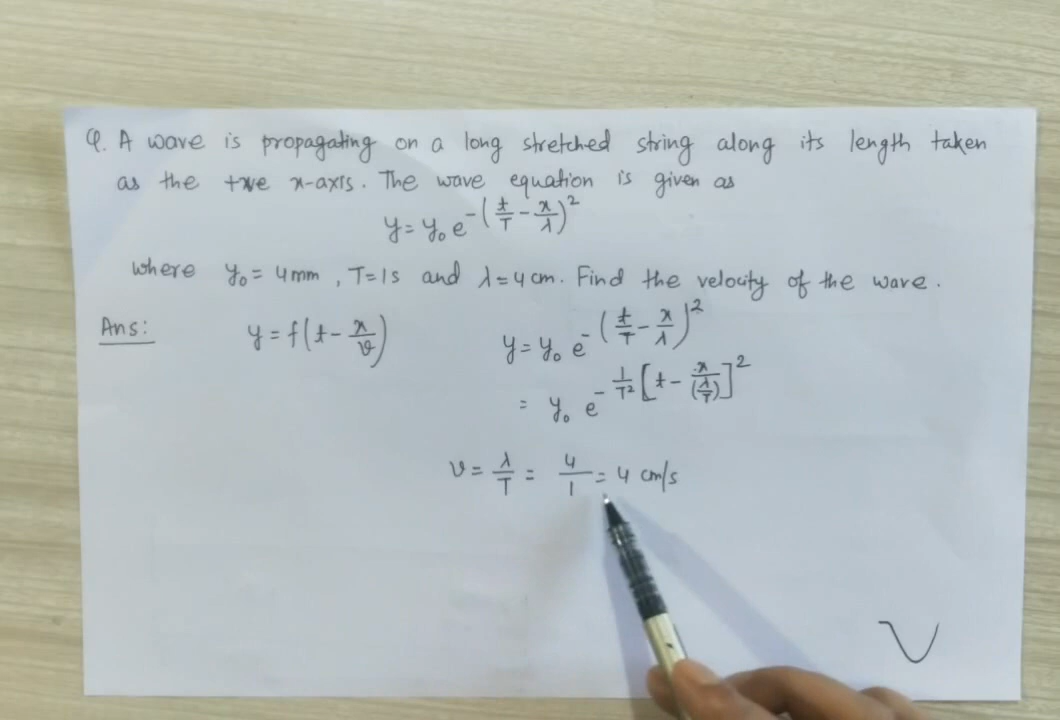 Q. A wave is propagating on a long stretched string along its length taken
as the +ve x-axis. The wave equation is given as
y = y₀ e^-(t/T - x/λ)²
where y₀ = 4mm, T=1s and λ=4cm. Find the velocity of the wave.
Ans: y = f(t - x/v) y = y₀ e^-(t/T - x/λ)²
= y₀ e^-1/T² [t - x/(λ/T)]²
v = λ/T = 4/1 = 4 cm/s